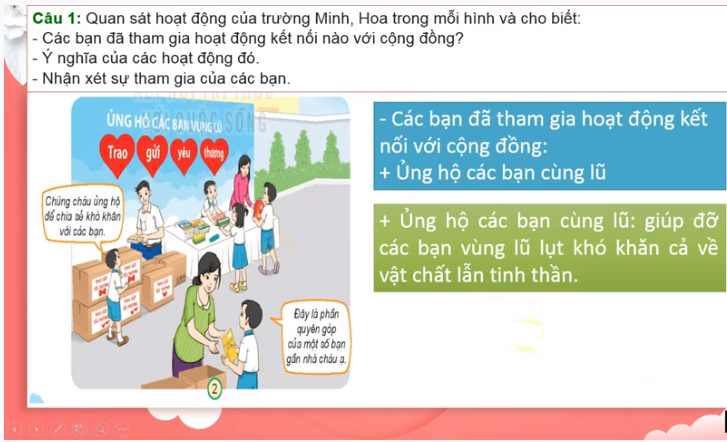 Câu 1: Quan sát hoạt động của trường Minh, Hoa trong mỗi hình và cho biết:
- Các bạn đã tham gia hoạt động kết nối nào với cộng đồng?
- Ý nghĩa của các hoạt động đó.
- Nhận xét sự tham gia của các bạn.
ỦNG HỘ CÁC BẠN VÙNG LŨ
Trao gửi yêu thương
Chúng cháu ủng hộ
để chia sẻ khó khăn
với các bạn.
Đây là phần
quyên góp
của một số bạn
gần nhà cháu ạ.
2
- Các bạn đã tham gia hoạt động kết
nối với cộng đồng:
+ Ủng hộ các bạn cùng lũ
+ Ủng hộ các bạn cùng lũ: giúp đỡ
các bạn vùng lũ lụt khó khăn cả về
vật chất lẫn tinh thần.